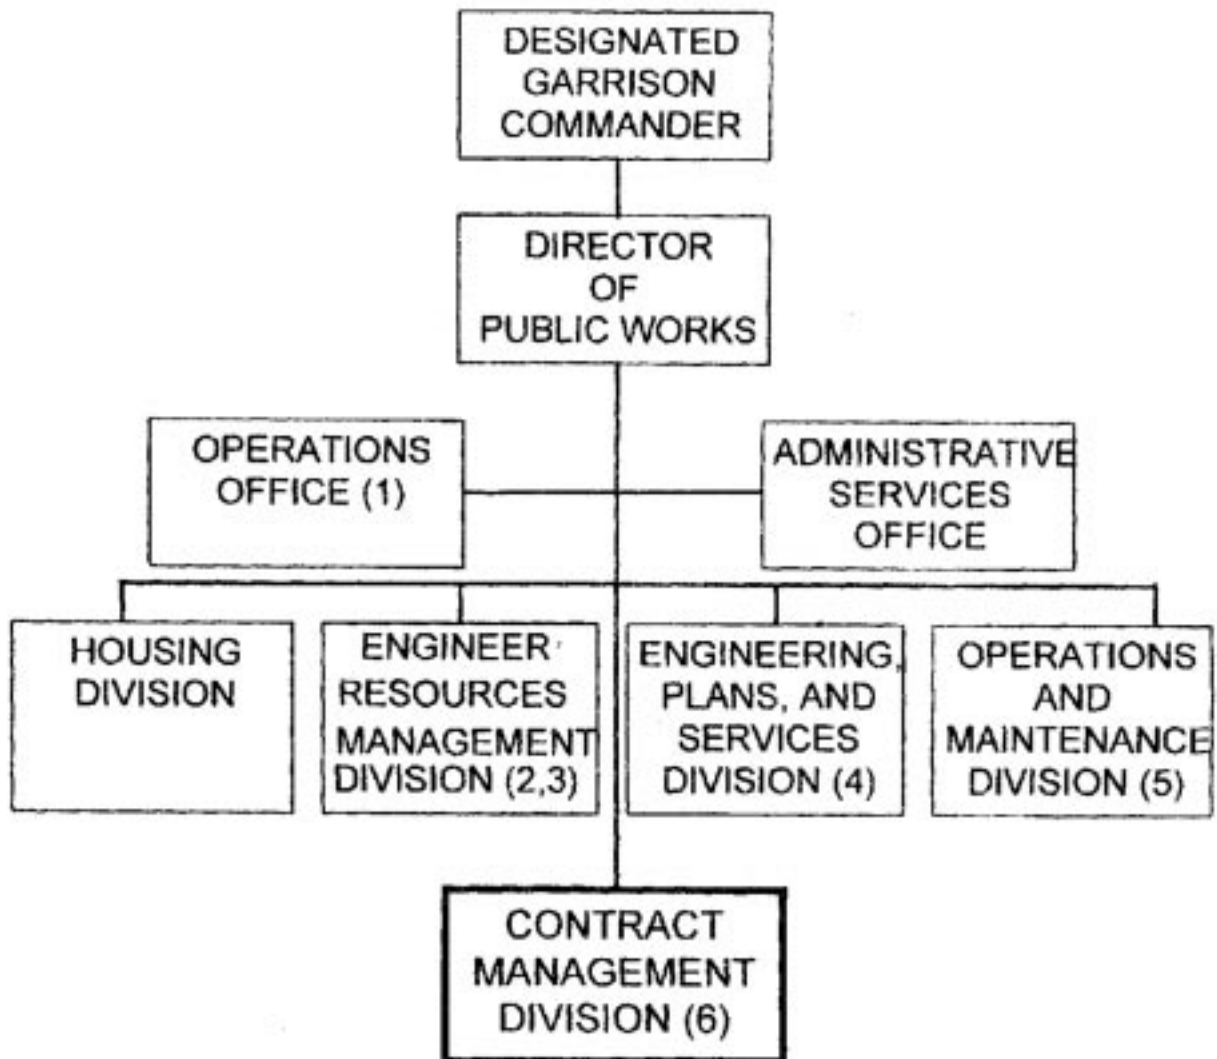 DESIGNATED
GARRISON
COMMANDER
DIRECTOR
OF
PUBLIC WORKS
OPERATIONS
OFFICE (1)
ADMINISTRATIVE
SERVICES
OFFICE
HOUSING
DIVISION
ENGINEER
RESOURCES
MANAGEMENT
DIVISION (2,3)
ENGINEERING,
PLANS, AND
SERVICES
DIVISION (4)
OPERATIONS
AND
MAINTENANCE
DIVISION (5)
CONTRACT
MANAGEMENT
DIVISION (6)